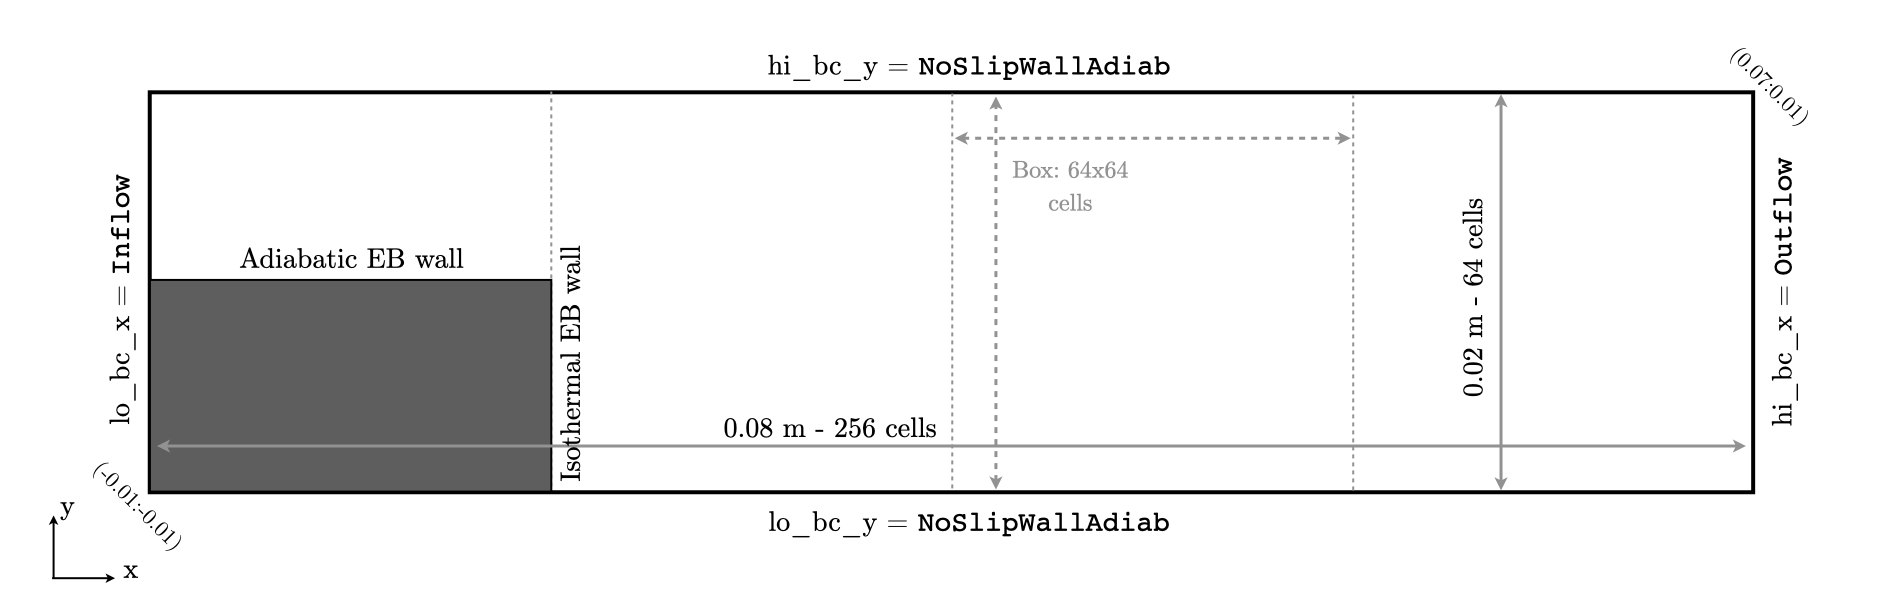 hi_bc_y = NoSlipWallAdiab
(0.07:0.01)
Box: 64x64
cells
lo_bc_x = Inflow
Adiabatic EB wall
Isothermal EB wall
0.02 m - 64 cells
hi_bc_x = Outflow
0.08 m - 256 cells
(-0.01:-0.01)
y
x
lo_bc_y = NoSlipWallAdiab